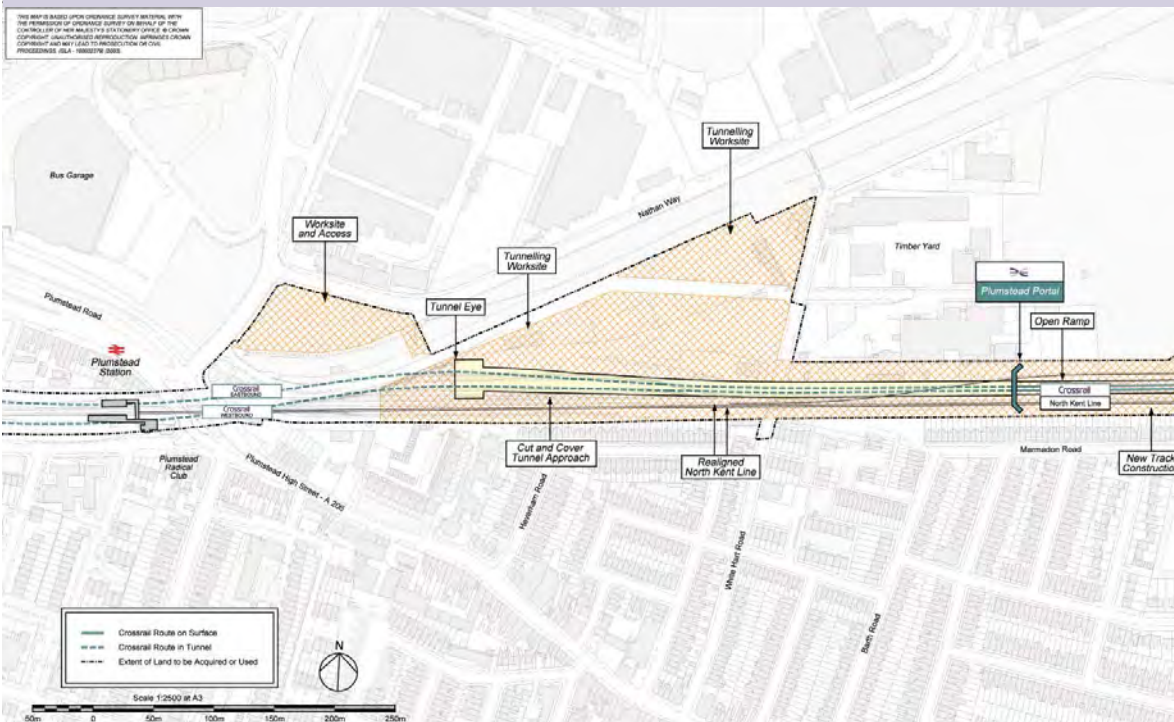 THIS MAP IS BASED UPON ORDNANCE SURVEY MATERIAL WITH
THE PERMISSION OF ORDNANCE SURVEY ON BEHALF OF THE
CONTROLLER OF HER MAJESTY'S STATIONERY OFFICE © CROWN
COPYRIGHT. UNAUTHORISED REPRODUCTION INFRINGES CROWN
COPYRIGHT AND MAY LEAD TO PROSECUTION OR CIVIL
PROCEEDINGS.
Bus Garage
Tunnelling
Worksite
Nathan Way
Worksite
and Access
Timber Yard
Tunnelling
Worksite
Plumstead Portal
Plumstead Road
Tunnel Eye
Open Ramp
Plumstead
Station
Crossrail
EASTBOUND
Crossrail
WESTBOUND
Crossrail
North Kent Line
Cut and Cover
Tunnel Approach
Realigned
North Kent Line
Marmadon Road
New Track
Constructio
Plumstead
Radical
Club
Plumstead High Street - A 206
Heverham Road
White Hart Road
Barth Road
Crossrail Route on Surface
Crossrail Route in Tunnel
Extent of Land to be Acquired or Used
N
Scale 1:2500 at A3
50m 0 50m 100m 150m 200m 250m